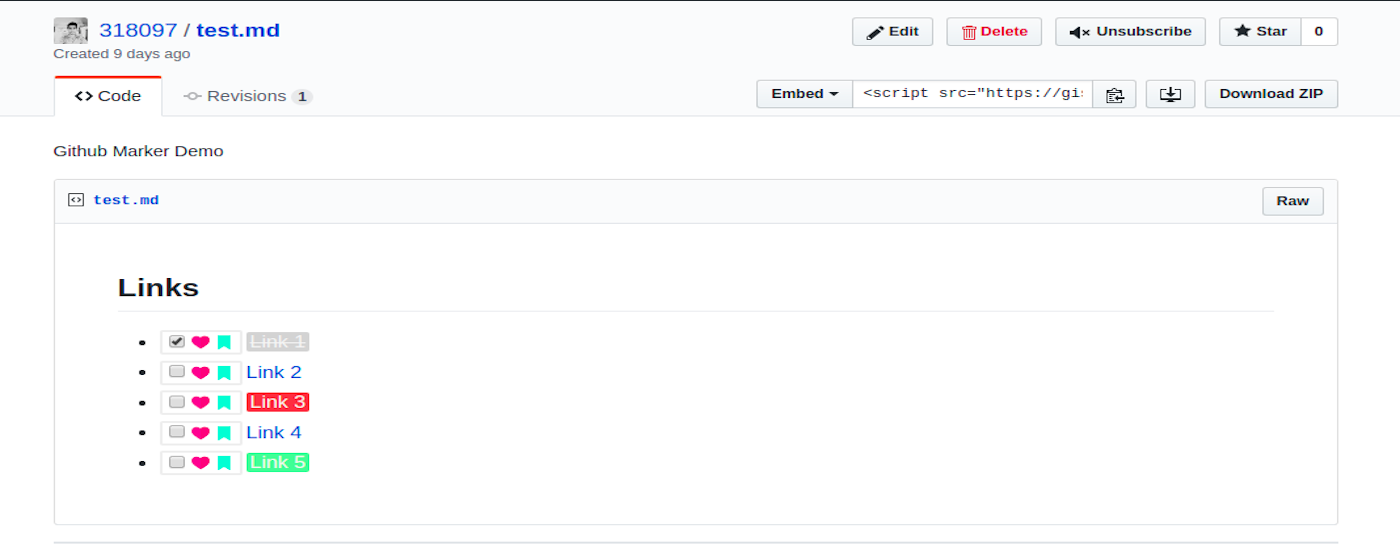 318097 / test.md
Edit
Delete
Unsubscribe
Star 0
Created 9 days ago
<> Code
Revisions 1
Embed
<script src="https://gi
Download ZIP
Github Marker Demo
test.md
Raw
Links
Link 1
Link 2
Link 3
Link 4
Link 5